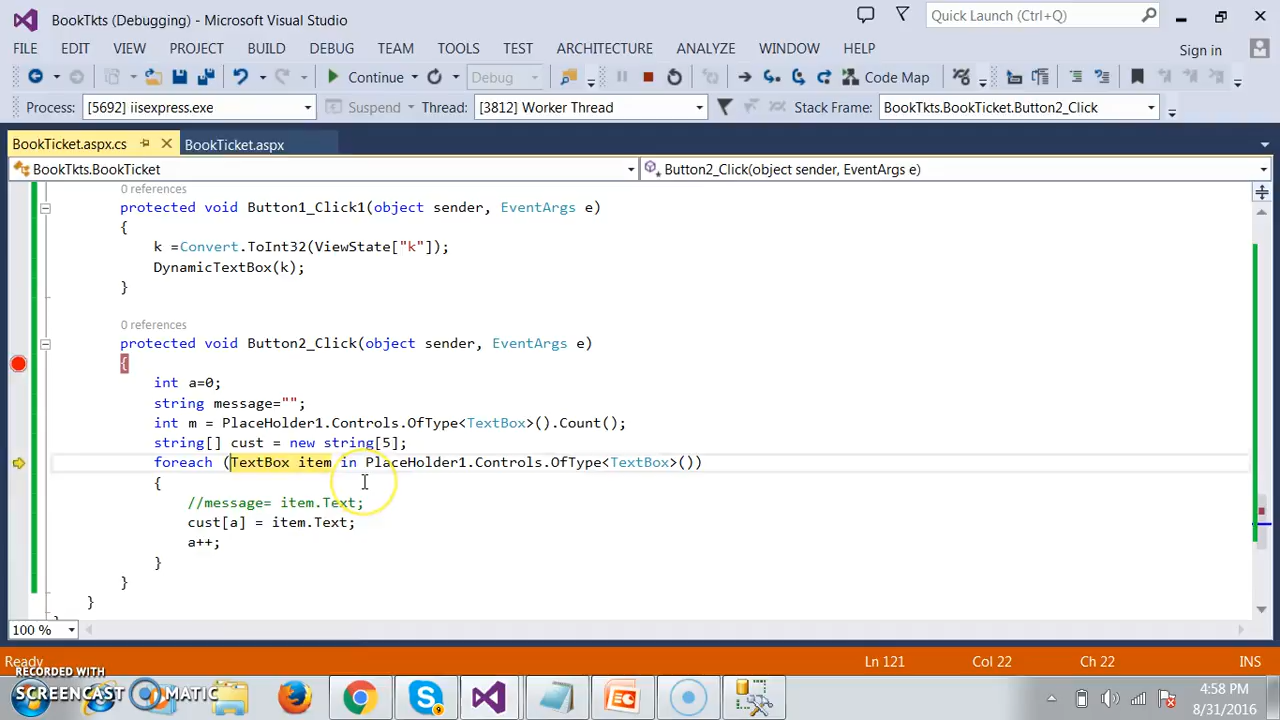 BookTkts (Debugging) - Microsoft Visual Studio
Quick Launch (Ctrl+Q)
FILE EDIT VIEW PROJECT BUILD DEBUG TEAM TOOLS TEST ARCHITECTURE ANALYZE WINDOW HELP
Sign in
Continue Debug Code Map
Process: [5692] iisexpress.exe Suspend Thread: [3812] Worker Thread Stack Frame: BookTkts.BookTicket.Button2_Click
BookTicket.aspx.cs BookTicket.aspx
BookTkts.BookTicket Button2_Click(object sender, EventArgs e)
0 references
protected void Button1_Click1(object sender, EventArgs e)
{
k =Convert.ToInt32(ViewState["k"]);
DynamicTextBox(k);
}
0 references
protected void Button2_Click(object sender, EventArgs e)
{
int a=0;
string message="";
int m = PlaceHolder1.Controls.OfType<TextBox>().Count();
string[] cust = new string[5];
foreach (TextBox item in PlaceHolder1.Controls.OfType<TextBox>())
{
//message= item.Text;
cust[a] = item.Text;
a++;
}
}
}
100 %
Ready Ln 121 Col 22 Ch 22 INS
RECORDED WITH
SCREENCAST MATIC
4:58 PM
8/31/2016